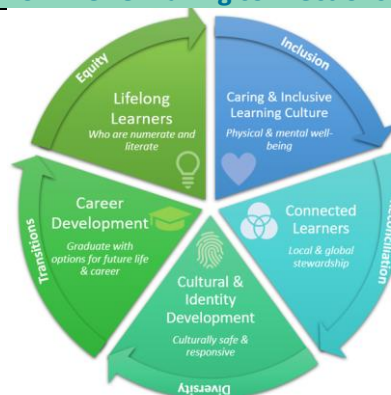 Equity
Inclusion
Lifelong
Learners
Who are numerate and
literate
Caring & Inclusive
Learning Culture
Physical & mental well-
being
Career
Development
Graduate with
options for future life
& career
Connected
Learners
Local & global
stewardship
Cultural &
Identity
Development
Culturally safe &
responsive
Transitions
Diversity